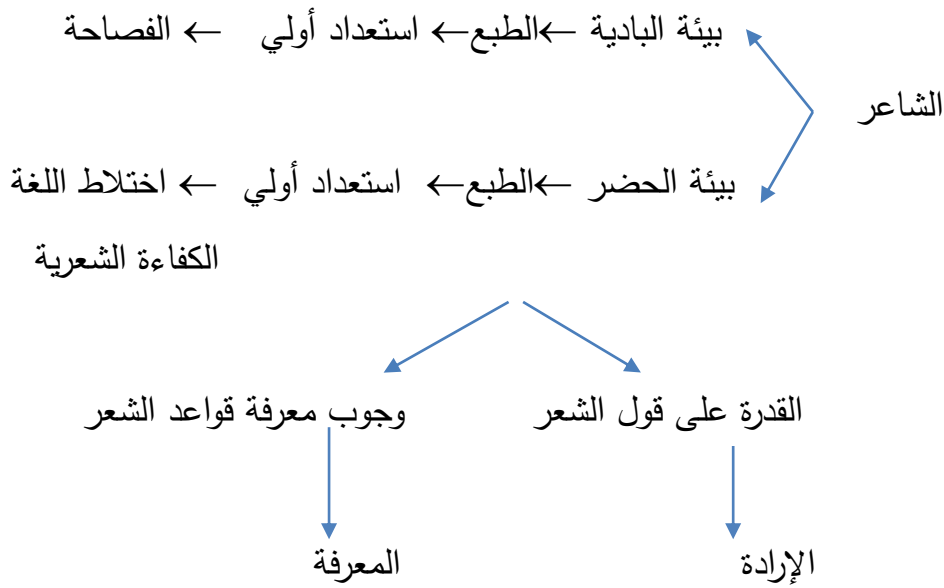 بيئة البادية ←الطبع← استعداد أولي ← الفصاحة
الشاعر
بيئة الحضر ←الطبع← استعداد أولي ← اختلاط اللغة
الكفاءة الشعرية
القدرة على قول الشعر وجوب معرفة قواعد الشعر
الإرادة المعرفة